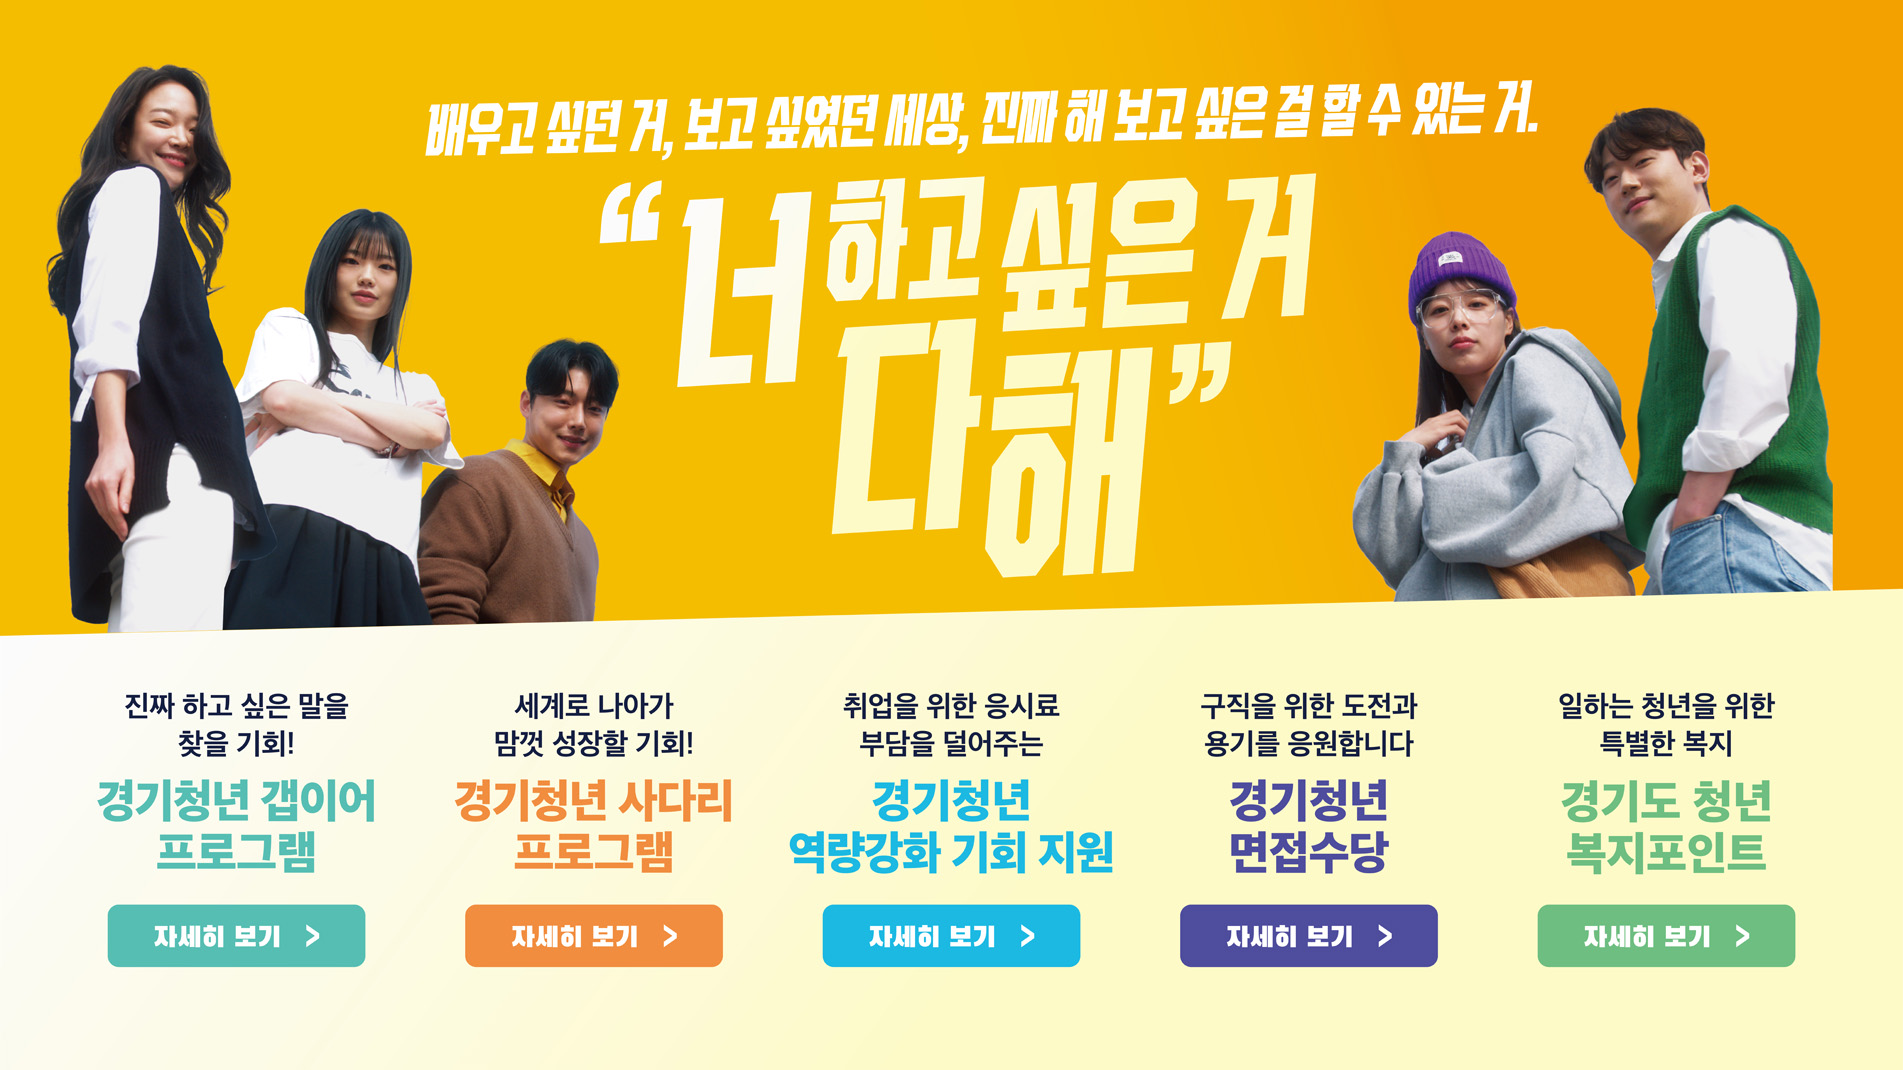 배우고 싶던 거, 보고 싶었던 세상, 진짜 해 보고 싶은 걸 할 수 있는 거.
“너 하고 싶은 거
다 해”
진짜 하고 싶은 말을
찾을 기회!
경기청년 갭이어
프로그램
자세히 보기 >
세계로 나아가
맘껏 성장할 기회!
경기청년 사다리
프로그램
자세히 보기 >
취업을 위한 응시료
부담을 덜어주는
경기청년
역량강화 기회 지원
자세히 보기 >
구직을 위한 도전과
용기를 응원합니다
경기청년
면접수당
자세히 보기 >
일하는 청년을 위한
특별한 복지
경기도 청년
복지포인트
자세히 보기 >